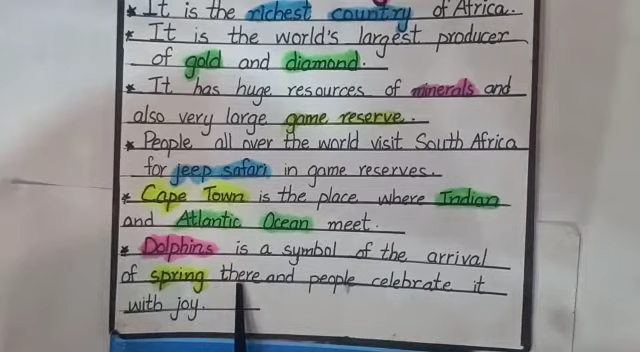 * It is the richest country of Africa.
* It is the world's largest producer
of gold and diamond.
* It has huge resources of minerals and
also very large game reserve.
* People all over the world visit South Africa
for jeep safari in game reserves.
* Cape Town is the place where Indian
and Atlantic Ocean meet.
* Dolphins is a symbol of the arrival
of spring there and people celebrate it
with joy.